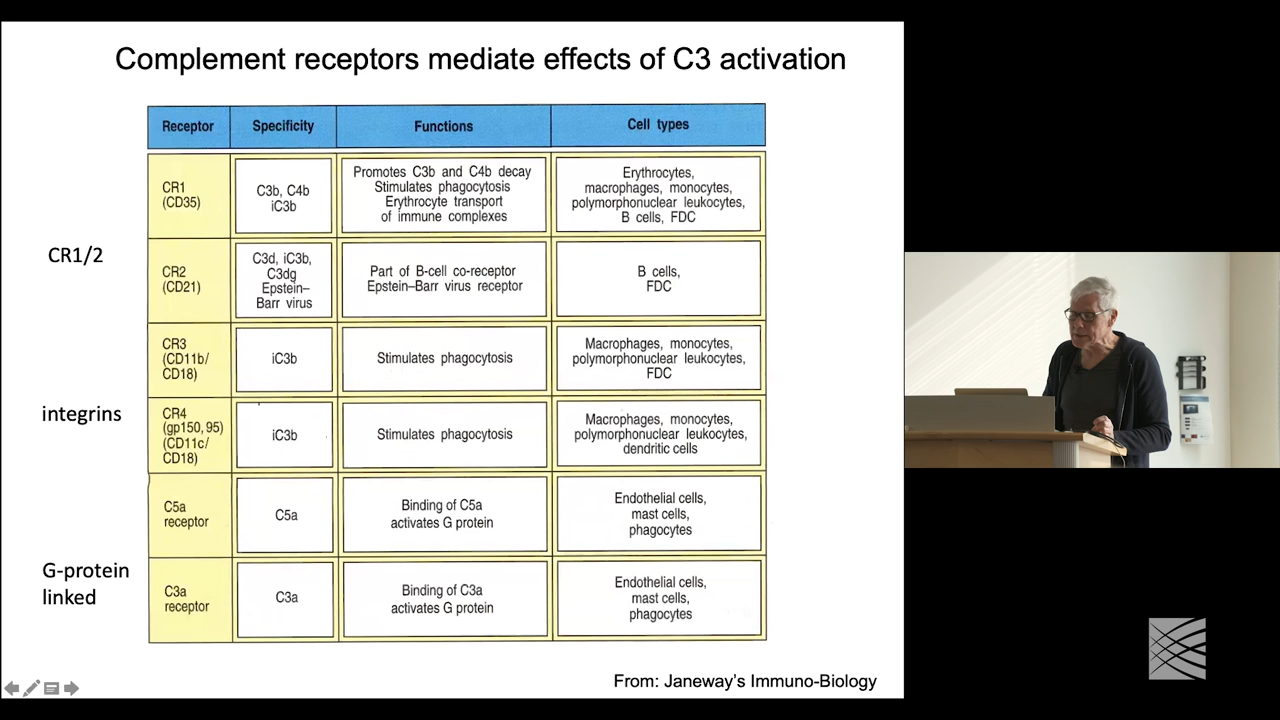 Complement receptors mediate effects of C3 activation
Receptor
Specificity
Functions
Cell types
CR1/2
CR1
(CD35)
C3b, C4b
iC3b
Promotes C3b and C4b decay
Stimulates phagocytosis
Erythrocyte transport
of immune complexes
Erythrocytes,
macrophages, monocytes,
polymorphonuclear leukocytes,
B cells, FDC
CR2
(CD21)
C3d, iC3b,
C3dg
Epstein–
Barr virus
Part of B-cell co-receptor
Epstein–Barr virus receptor
B cells,
FDC
integrins
CR3
(CD11b/
CD18)
iC3b
Stimulates phagocytosis
Macrophages, monocytes,
polymorphonuclear leukocytes,
FDC
CR4
(gp150, 95)
(CD11c/
CD18)
iC3b
Stimulates phagocytosis
Macrophages, monocytes,
polymorphonuclear leukocytes,
dendritic cells
G-protein
linked
C5a
receptor
C5a
Binding of C5a
activates G protein
Endothelial cells,
mast cells,
phagocytes
C3a
receptor
C3a
Binding of C3a
activates G protein
Endothelial cells,
mast cells,
phagocytes
From: Janeway's Immuno-Biology